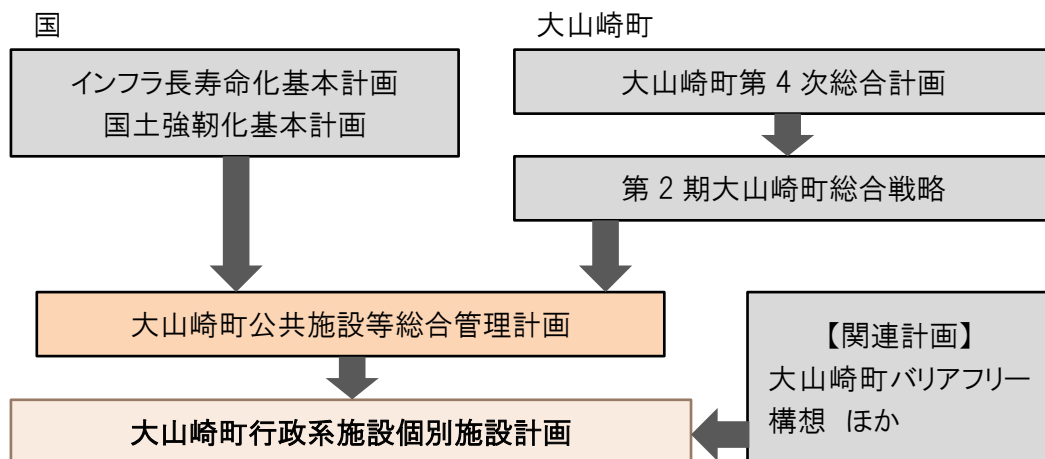 国
インフラ長寿命化基本計画
国土強靭化基本計画
大山崎町
大山崎町第 4 次総合計画
第 2 期大山崎町総合戦略
大山崎町公共施設等総合管理計画
大山崎町行政系施設個別施設計画
【関連計画】
大山崎町バリアフリー
構想 ほか